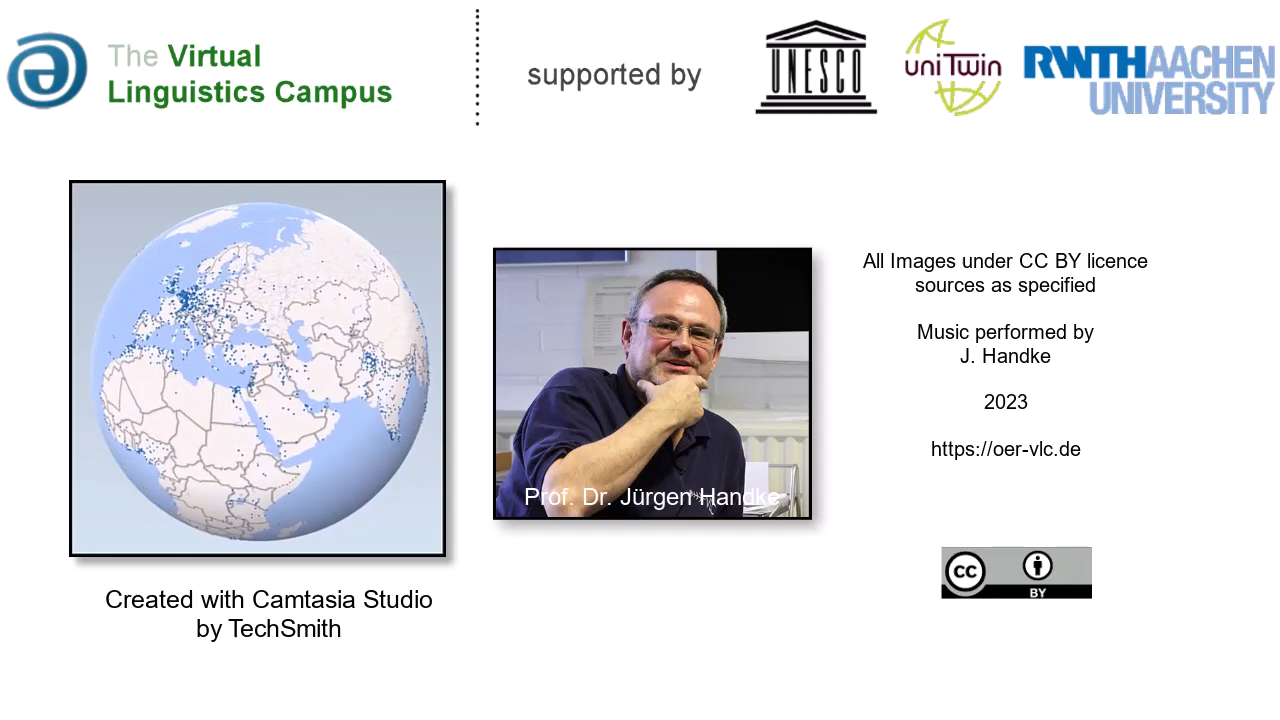 The Virtual
Linguistics Campus
supported by
UNESCO
uniTwin
RWTHAACHEN
UNIVERSITY
Prof. Dr. Jürgen Handke
All Images under CC BY licence
sources as specified
Music performed by
J. Handke
2023
https://oer-vlc.de
CC
BY
Created with Camtasia Studio
by TechSmith